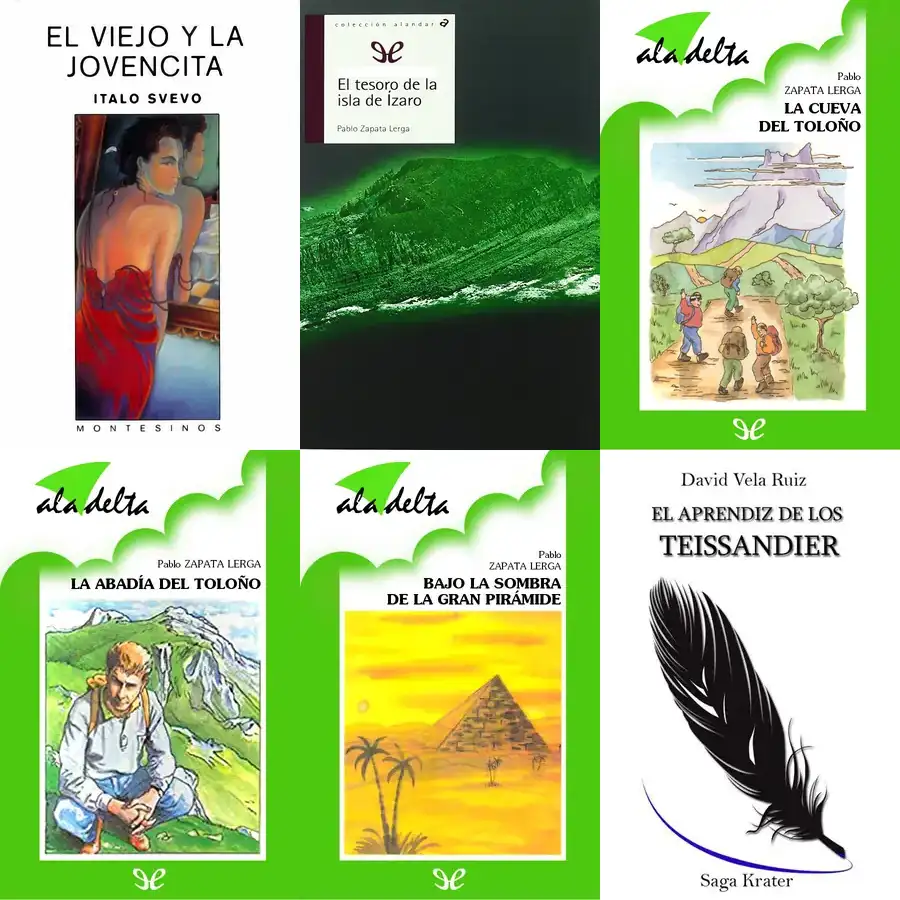 EL VIEJO Y LA
JOVENCITA
ITALO SVEVO
MONTESINOS
colección alandar a
El tesoro de la
isla de Ízaro
Pablo Zapata Lerga
ala delta
Pablo
ZAPATA LERGA
LA CUEVA
DEL TOLOÑO
ala delta
Pablo ZAPATA LERGA
LA ABADÍA DEL TOLOÑO
ala delta
Pablo
ZAPATA LERGA
BAJO LA SOMBRA
DE LA GRAN PIRÁMIDE
David Vela Ruiz
EL APRENDIZ DE LOS
TEISSANDIER
Saga Krater